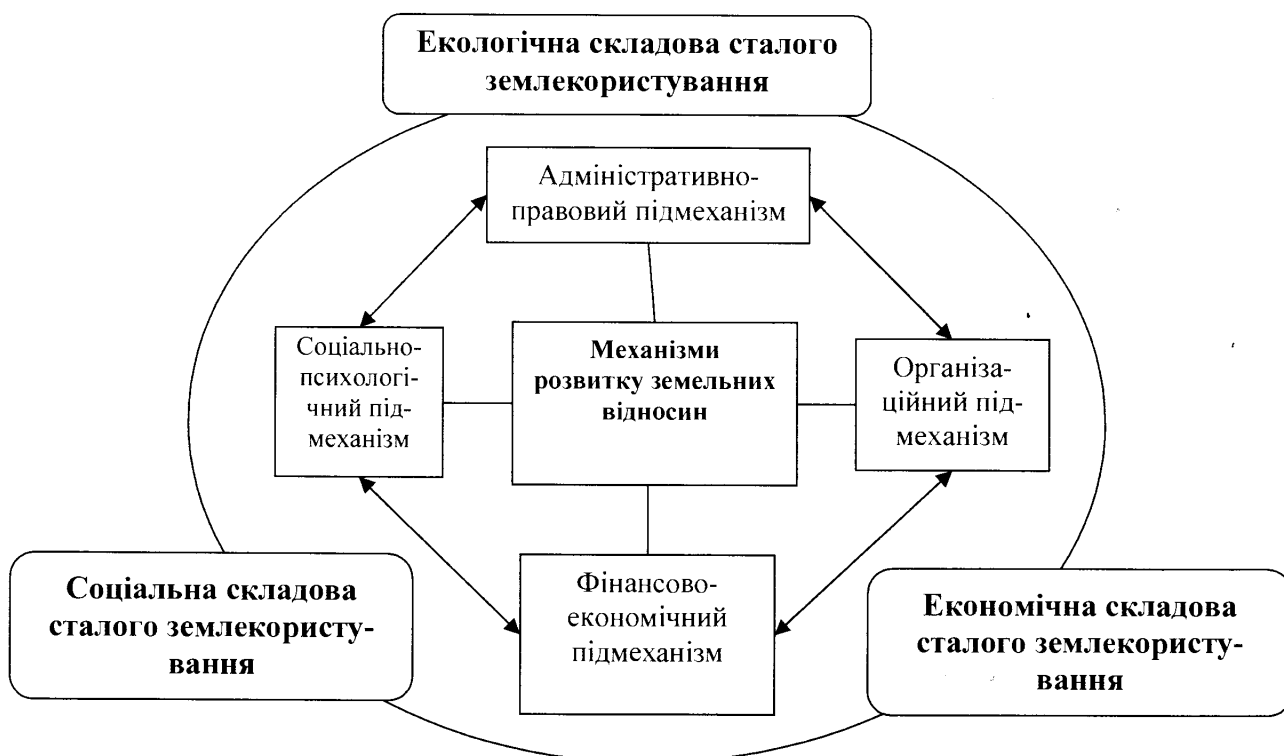 Екологічна складова сталого
землекористування
Адміністративно-
правовий підмеханізм
Соціально-
психологі-
чний під-
механізм
Механізми
розвитку земельних
відносин
Організа-
ційний під-
механізм
Соціальна складова
сталого землекористу-
вання
Фінансово-
економічний
підмеханізм
Економічна складова
сталого землекористу-
вання